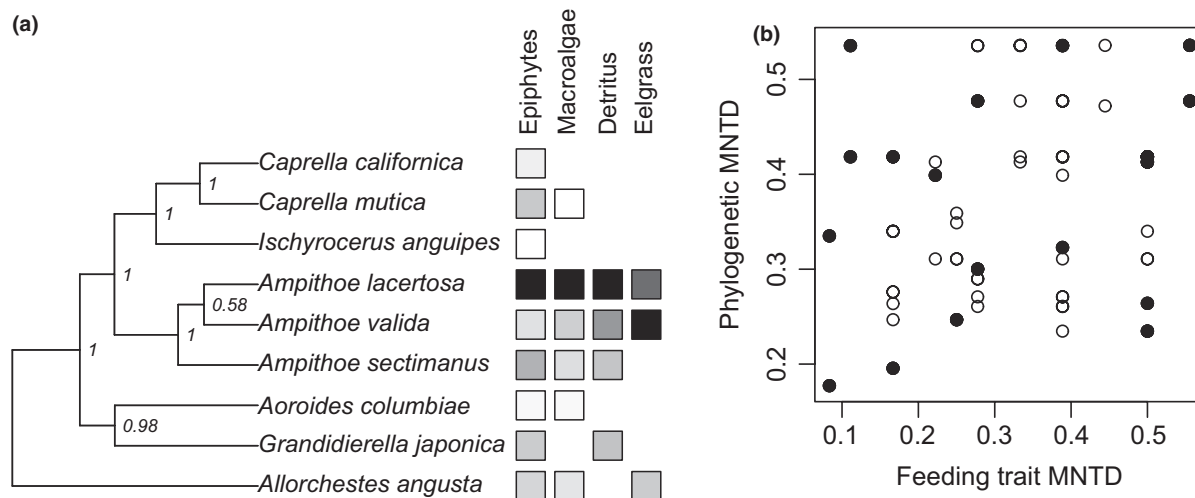 (a)
Epiphytes
Macroalgae
Detritus
Eelgrass
Caprella californica
Caprella mutica
Ischyrocerus anguipes
Ampithoe lacertosa
Ampithoe valida
Ampithoe sectimanus
Aoroides columbiae
Grandidierella japonica
Allorchestes angusta
1
1
1
0.58
1
1
0.98
(b)
Phylogenetic MNTD
0.5
0.4
0.3
0.2
0.1
0.2
0.3
0.4
0.5
Feeding trait MNTD